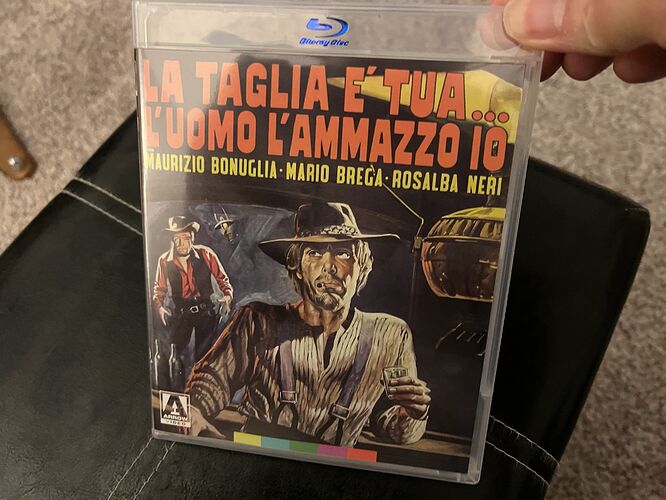 Blu-ray Disc
LA TAGLIA E' TUA...
L'UOMO L'AMMAZZO IO
MAURIZIO BONUGLIA · MARIO BREGA · ROSALBA NERI
A
ARROW
VIDEO